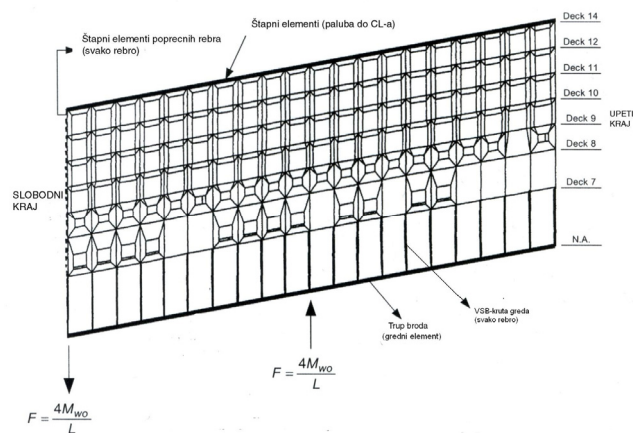 Štapni elementi poprecnih rebra
(svako rebro)
Štapni elementi (paluba do CL-a)
Deck 14
Deck 12
Deck 11
Deck 10
Deck 9
Deck 8
Deck 7
N.A.
UPETI
KRAJ
SLOBODNI
KRAJ
VSB-kruta greda
(svako rebro)
Trup broda
(gredni element)
F = 4M_wo / L
F = 4M_wo / L